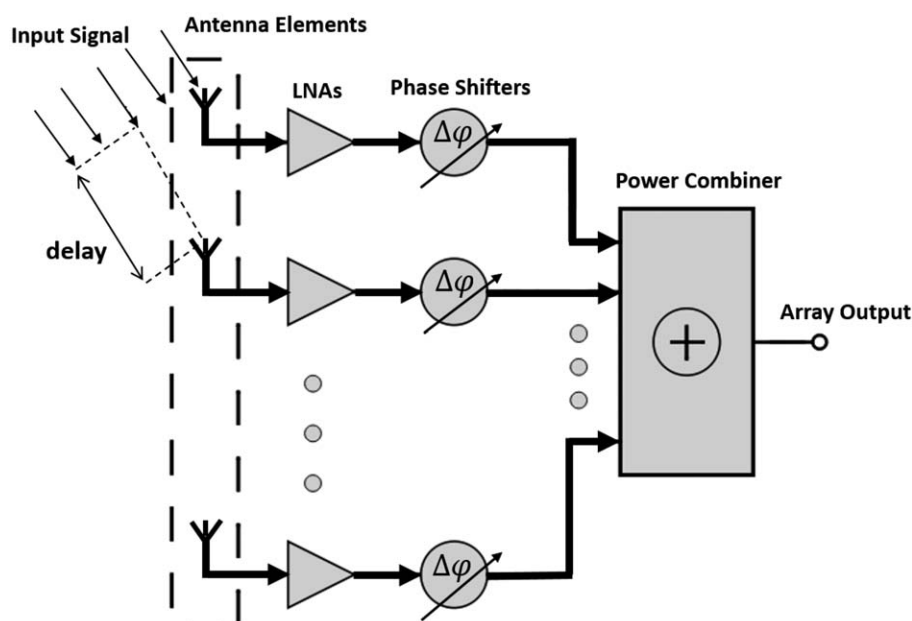 Antenna Elements
Input Signal
LNAs
Phase Shifters
Δφ
Power Combiner
delay
Δφ
Array Output
+
Δφ